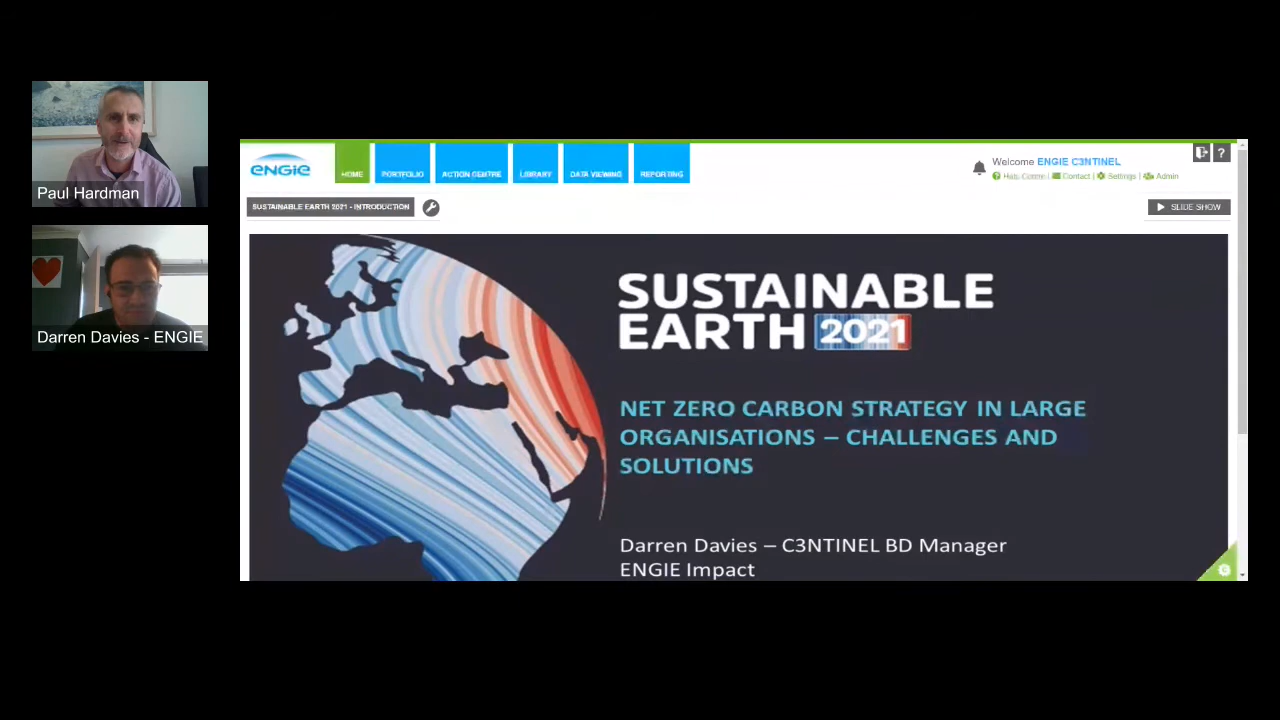 Paul Hardman
Darren Davies - ENGIE
ENGIE
HOME
PORTFOLIO
ACTION CENTRE
LIBRARY
DATA VIEWING
REPORTING
Welcome ENGIE C3NTINEL
Help Centre | Contact | Settings | Admin
?
SUSTAINABLE EARTH 2021 - INTRODUCTION
SLIDE SHOW
SUSTAINABLE
EARTH 2021
NET ZERO CARBON STRATEGY IN LARGE
ORGANISATIONS – CHALLENGES AND
SOLUTIONS
Darren Davies – C3NTINEL BD Manager
ENGIE Impact